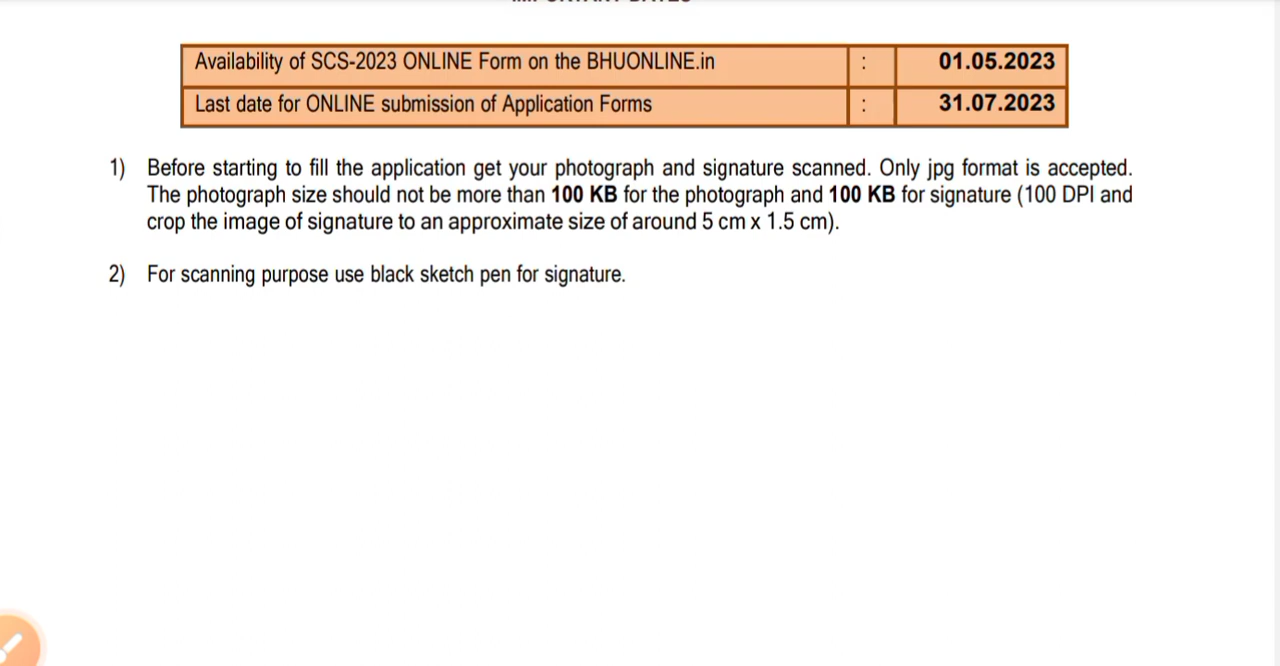 Availability of SCS-2023 ONLINE Form on the BHUONLINE.in : 01.05.2023
Last date for ONLINE submission of Application Forms : 31.07.2023
1) Before starting to fill the application get your photograph and signature scanned. Only jpg format is accepted.
The photograph size should not be more than 100 KB for the photograph and 100 KB for signature (100 DPI and
crop the image of signature to an approximate size of around 5 cm x 1.5 cm).
2) For scanning purpose use black sketch pen for signature.